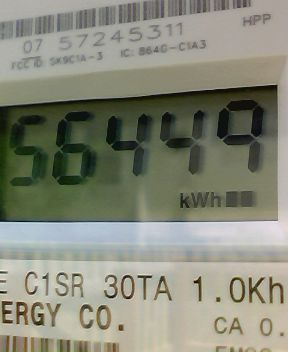 HPP
07 57245311
FCC ID: SK9C1A-3 IC: 864G-C1A3
56449
kWh
E C1SR 30TA 1.0Kh
ERGY CO.
CA 0.